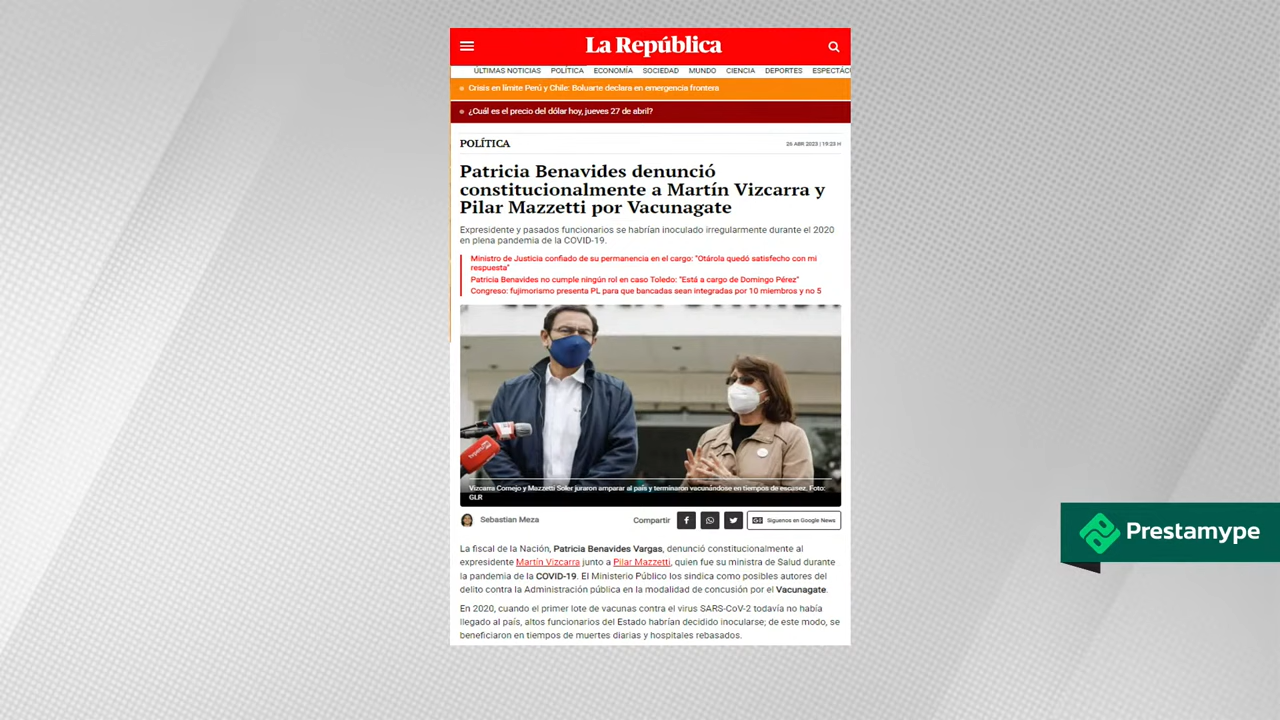 La República
ÚLTIMAS NOTICIAS POLÍTICA ECONOMÍA SOCIEDAD MUNDO CIENCIA DEPORTES ESPECTÁCU
Crisis en límite Perú y Chile: Boluarte declara en emergencia frontera
¿Cuál es el precio del dólar hoy, jueves 27 de abril?
POLÍTICA
26 ABR 2023 | 19:23 H
Patricia Benavides denunció
constitucionalmente a Martín Vizcarra y
Pilar Mazzetti por Vacunagate
Expresidente y pasados funcionarios se habrían inoculado irregularmente durante el 2020
en plena pandemia de la COVID-19.
Ministro de Justicia confiado de su permanencia en el cargo: "Otárola quedó satisfecho con mi
respuesta"
Patricia Benavides no cumple ningún rol en caso Toledo: "Está a cargo de Domingo Pérez"
Congreso: fujimorismo presenta PL para que bancadas sean integradas por 10 miembros y no 5
Vizcarra Cornejo y Mazzetti Soler juraron amparar al país y terminaron vacunándose en tiempos de escasez. Foto:
GLR
Sebastian Meza
Compartir
Síguenos en Google News
La fiscal de la Nación, Patricia Benavides Vargas, denunció constitucionalmente al
expresidente Martín Vizcarra junto a Pilar Mazzetti, quien fue su ministra de Salud durante
la pandemia de la COVID-19. El Ministerio Público los sindica como posibles autores del
delito contra la Administración pública en la modalidad de concusión por el Vacunagate.
En 2020, cuando el primer lote de vacunas contra el virus SARS-CoV-2 todavía no había
llegado al país, altos funcionarios del Estado habrían decidido inocularse; de este modo, se
beneficiaron en tiempos de muertes diarias y hospitales rebasados.
Prestamype